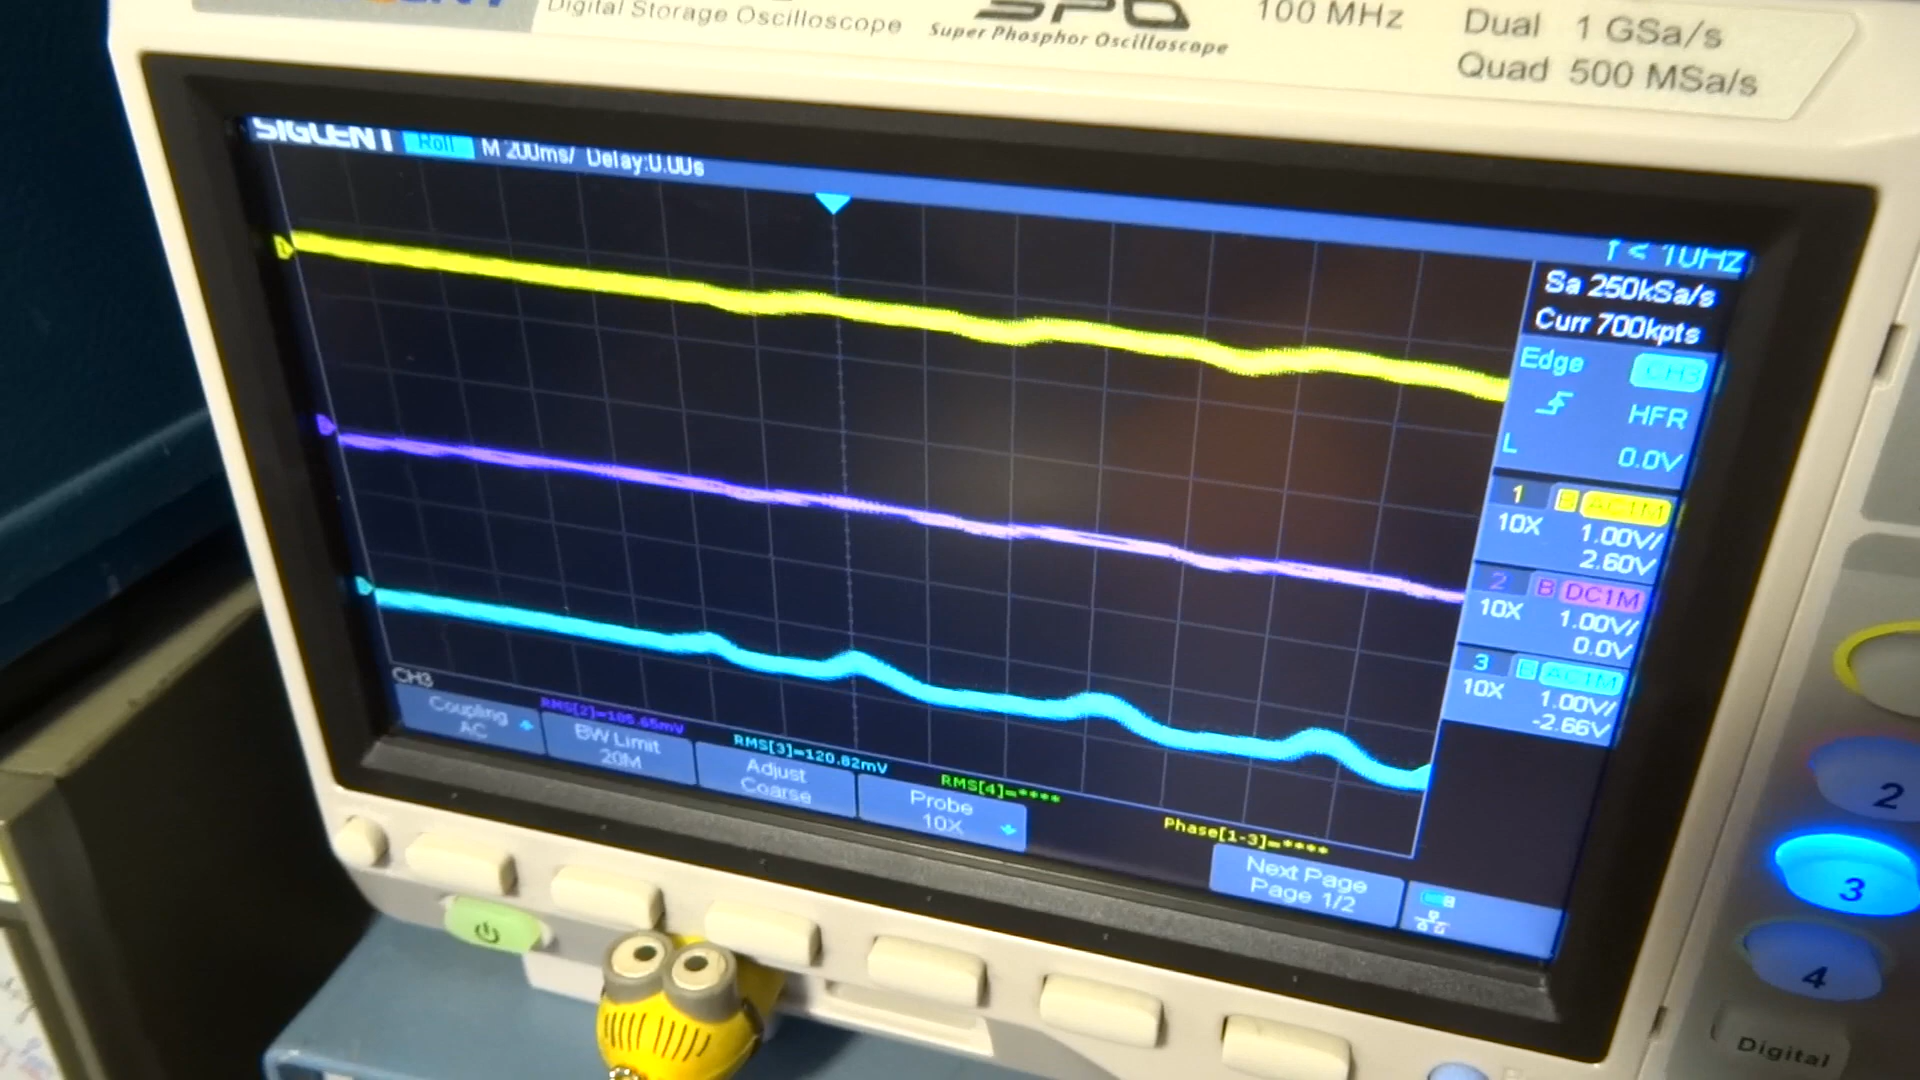 Digital Storage Oscilloscope
SPO
Super Phosphor Oscilloscope
100 MHz
Dual 1 GSa/s
Quad 500 MSa/s
SIGLENT Roll M 200ms/ Delay:0.00s
f < 10Hz
Sa 250kSa/s
Curr 700kpts
Edge CH3
HFR
L 0.0V
1 B AC1M
10X 1.00V/
2.60V
2 B DC1M
10X 1.00V/
0.0V
3 B AC1M
10X 1.00V/
-2.66V
CH3
RMS[2]=105.65mV
RMS[3]=120.82mV
RMS[4]=****
Phase[1-3]=****
Coupling
AC
BW Limit
20M
Adjust
Coarse
Probe
10X
Next Page
Page 1/2
2
3
4
Digital